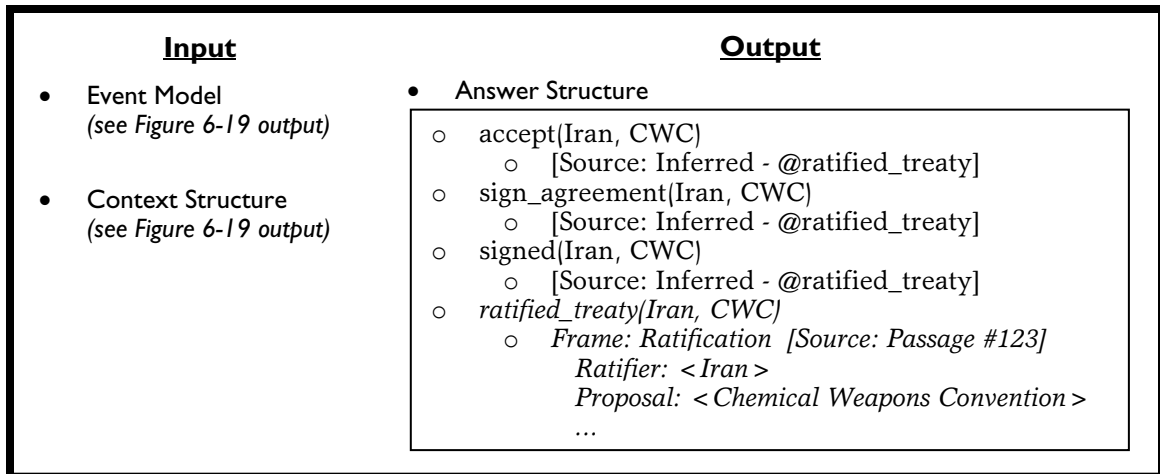 Input
• Event Model
(see Figure 6-19 output)
• Context Structure
(see Figure 6-19 output)
Output
• Answer Structure
o accept(Iran, CWC)
o [Source: Inferred - @ratified_treaty]
o sign_agreement(Iran, CWC)
o [Source: Inferred - @ratified_treaty]
o signed(Iran, CWC)
o [Source: Inferred - @ratified_treaty]
o ratified_treaty(Iran, CWC)
o Frame: Ratification [Source: Passage #123]
Ratifier: <Iran>
Proposal: <Chemical Weapons Convention>
...